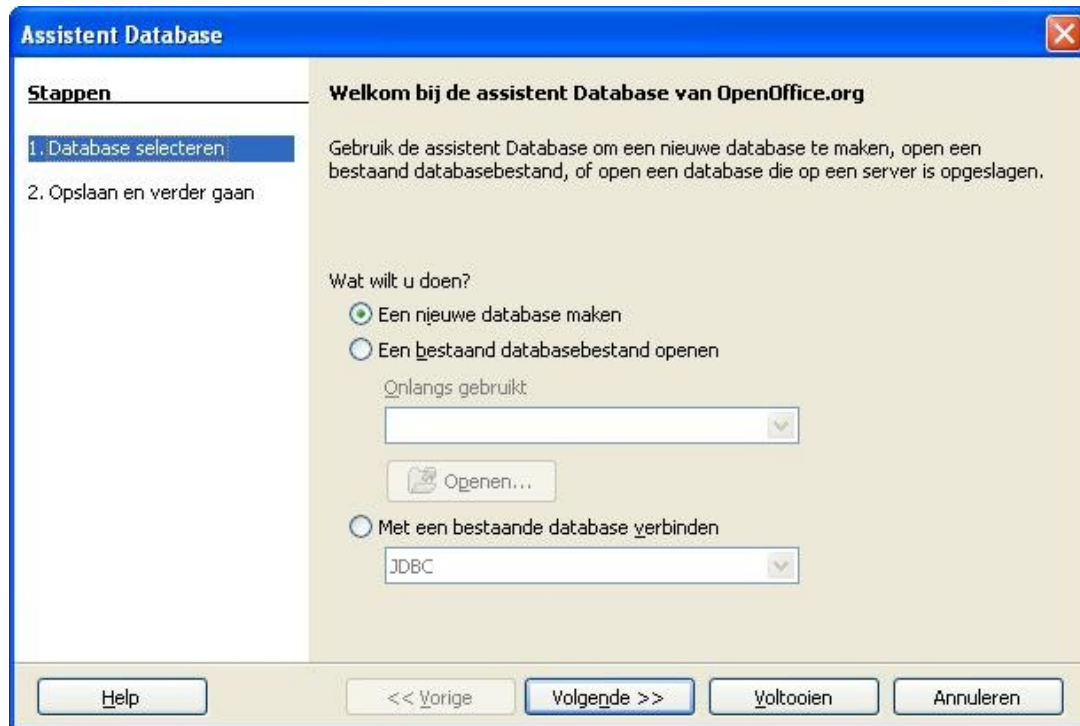 Assistent Database
Stappen
1. Database selecteren
2. Opslaan en verder gaan
Welkom bij de assistent Database van OpenOffice.org
Gebruik de assistent Database om een nieuwe database te maken, open een
bestaand databasebestand, of open een database die op een server is opgeslagen.
Wat wilt u doen?
Een nieuwe database maken
Een bestaand databasebestand openen
Onlangs gebruikt
Openen...
Met een bestaande database verbinden
JDBC
Help
<< Vorige
Volgende >>
Voltooien
Annuleren